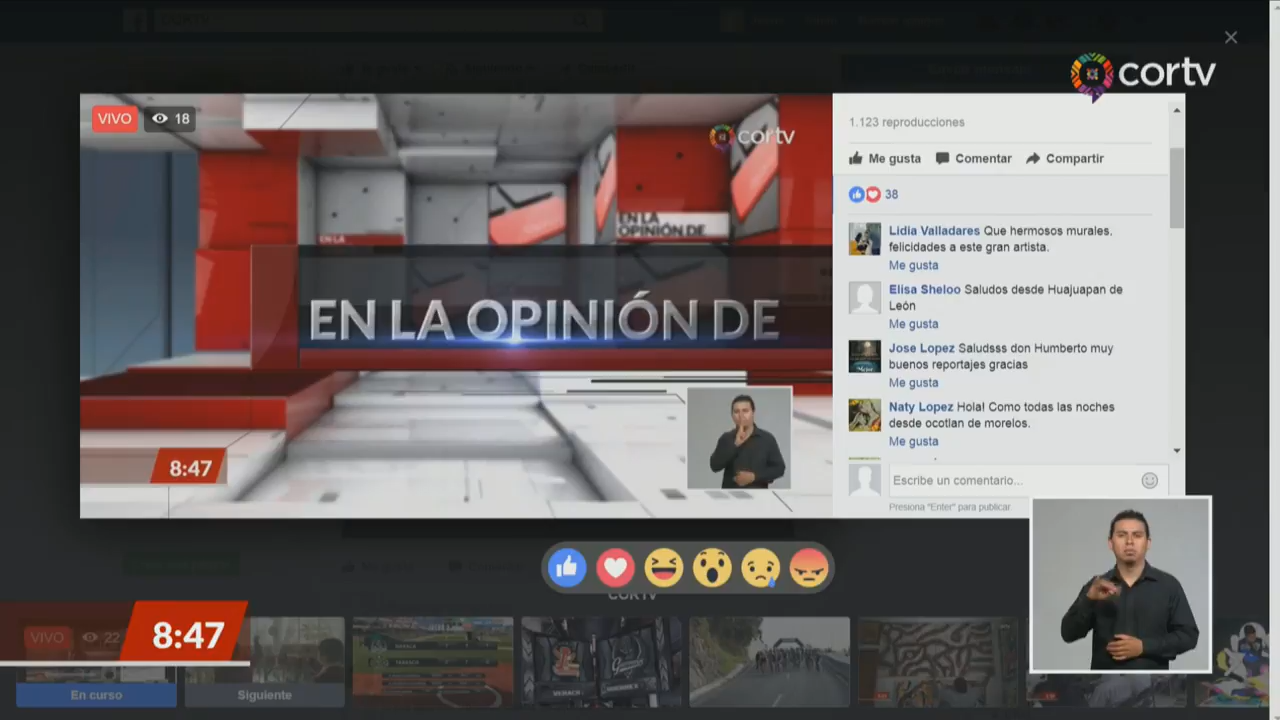 cortv
VIVO
18
cortv
EN LA
EN LA
OPINIÓN DE
EN LA OPINIÓN DE
8:47
1.123 reproducciones
Me gusta
Comentar
Compartir
38
Lidia Valladares Que hermosos murales,
felicidades a este gran artista.
Me gusta
Elisa Sheloo Saludos desde Huajuapan de
León
Me gusta
Jose Lopez Saludsss don Humberto muy
buenos reportajes gracias
Me gusta
Naty Lopez Hola! Como todas las noches
desde ocotlan de morelos.
Me gusta
Escribe un comentario...
Presiona "Enter" para publicar
CORTV
VIVO
22
8:47
En curso
Siguiente